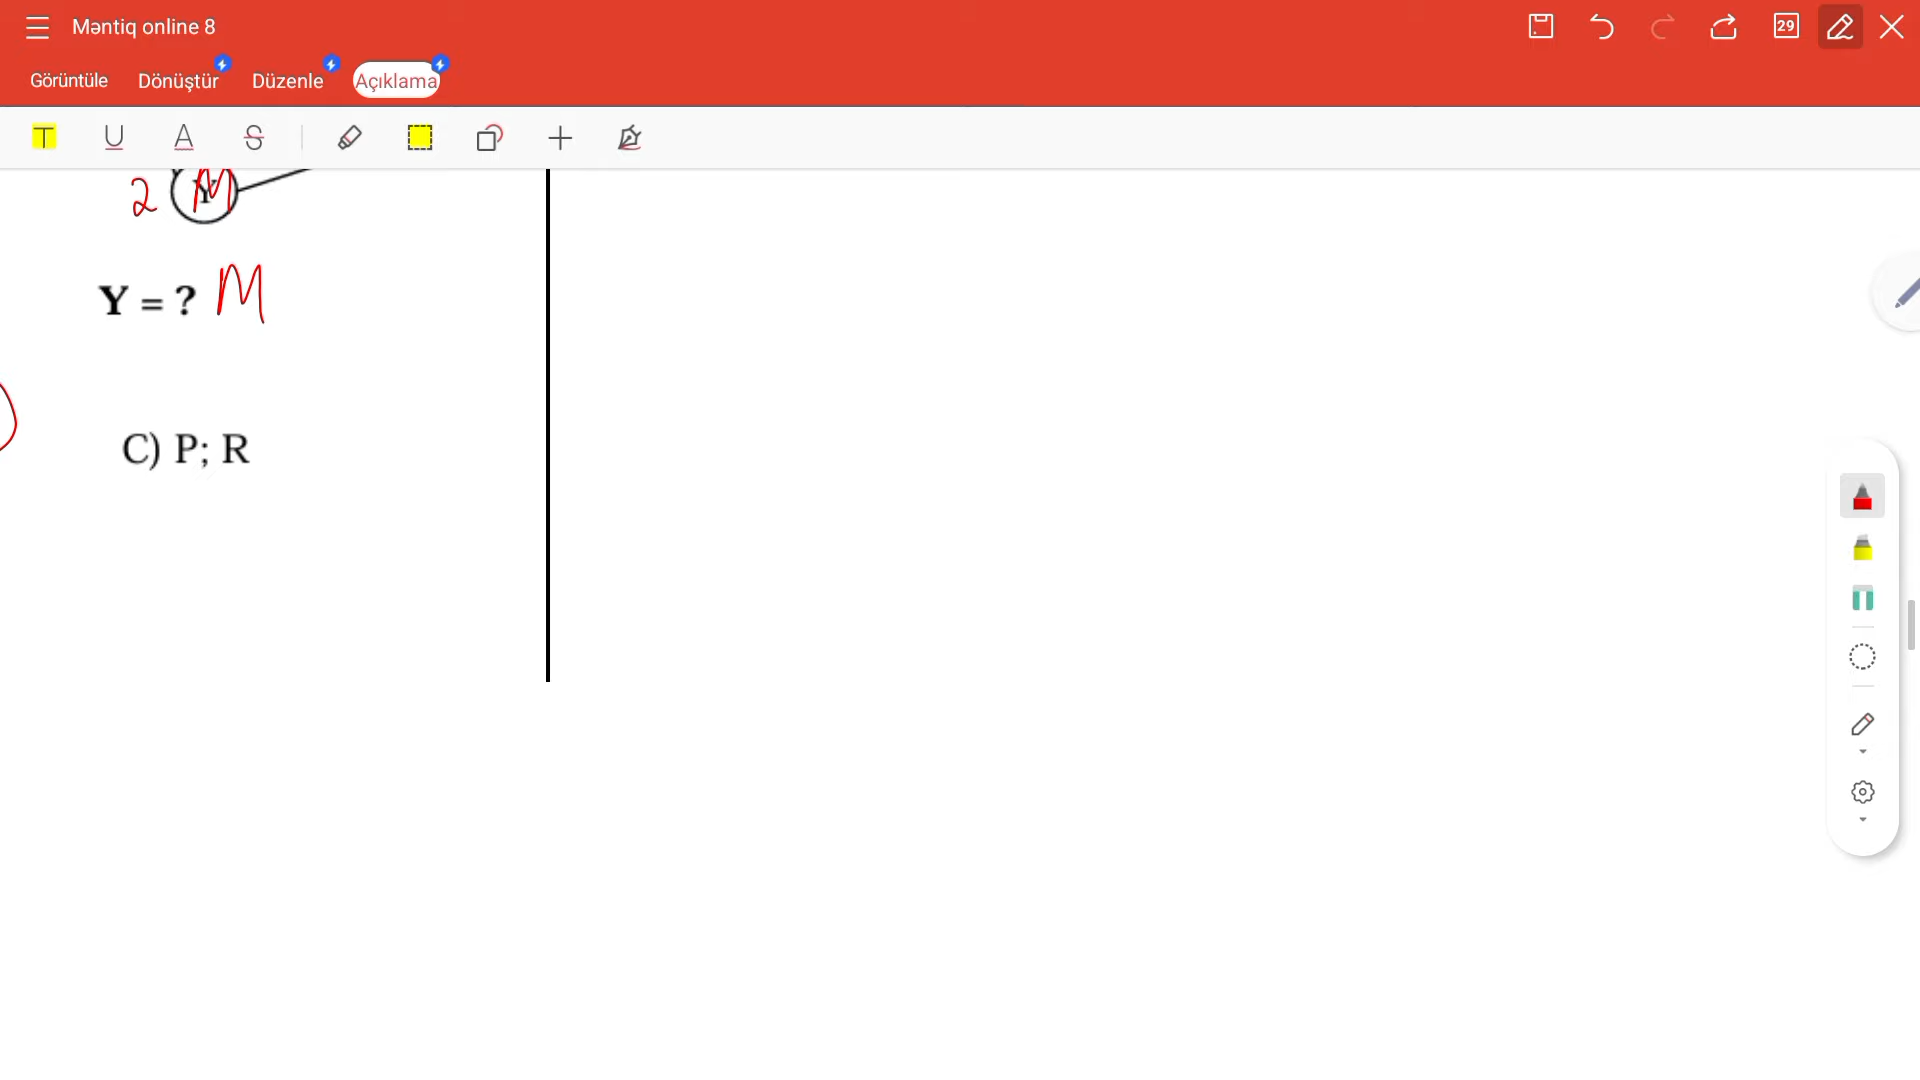 Məntiq online 8
29
Görüntüle Dönüştür Düzenle Açıklama
T U A S
2 Y M
Y = ? M
C) P; R